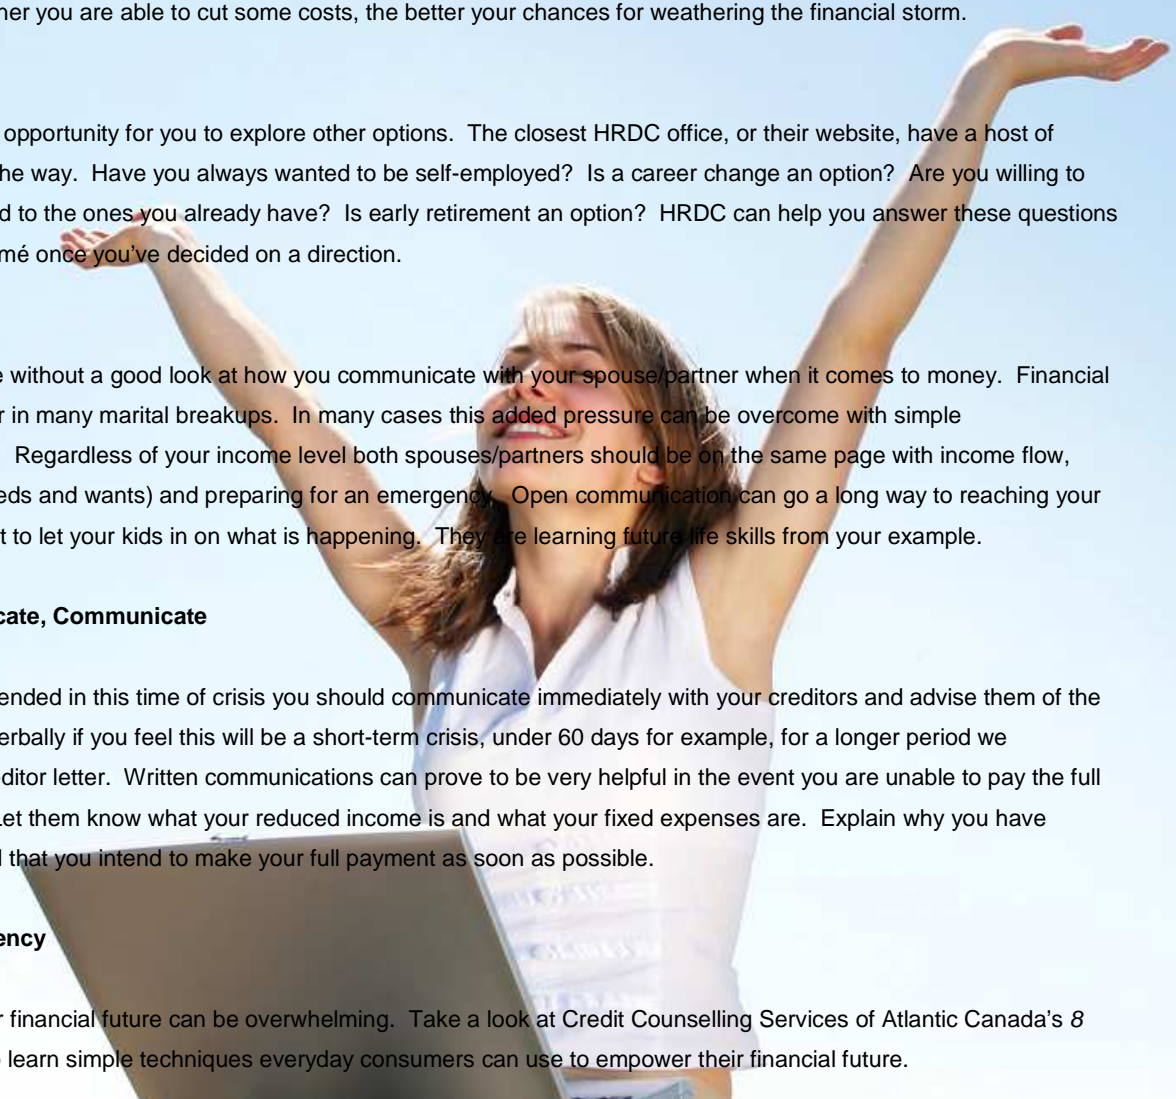 ner you are able to cut some costs, the better your chances for weathering the financial storm.
opportunity for you to explore other options. The closest HRDC office, or their website, have a host of
he way. Have you always wanted to be self-employed? Is a career change an option? Are you willing to
d to the ones you already have? Is early retirement an option? HRDC can help you answer these questions
mé once you’ve decided on a direction.
e without a good look at how you communicate with your spouse/partner when it comes to money. Financial
r in many marital breakups. In many cases this added pressure can be overcome with simple
Regardless of your income level both spouses/partners should be on the same page with income flow,
eds and wants) and preparing for an emergency. Open communication can go a long way to reaching your
t to let your kids in on what is happening. They are learning future life skills from your example.
cate, Communicate
ended in this time of crisis you should communicate immediately with your creditors and advise them of the
erbally if you feel this will be a short-term crisis, under 60 days for example, for a longer period we
editor letter. Written communications can prove to be very helpful in the event you are unable to pay the full
Let them know what your reduced income is and what your fixed expenses are. Explain why you have
d that you intend to make your full payment as soon as possible.
ency
r financial future can be overwhelming. Take a look at Credit Counselling Services of Atlantic Canada’s 8
o learn simple techniques everyday consumers can use to empower their financial future.